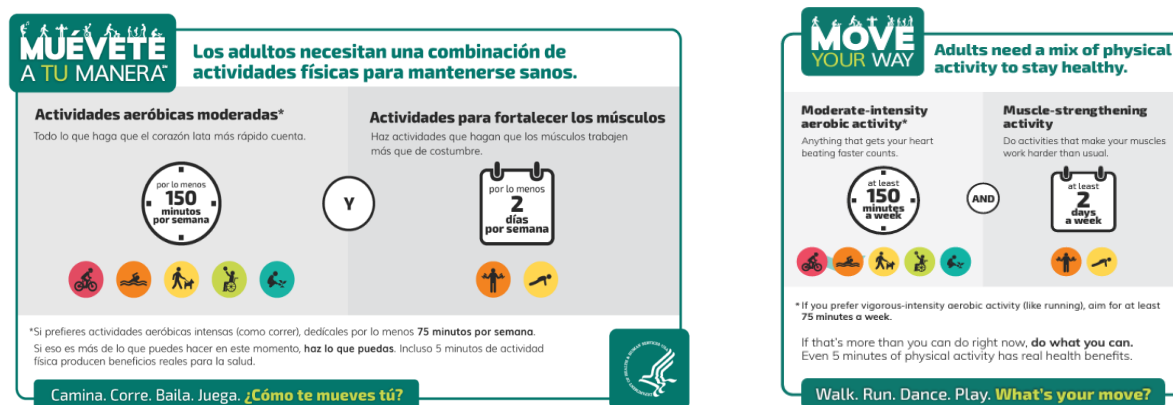 MUÉVETE
A TU MANERA™
Los adultos necesitan una combinación de
actividades físicas para mantenerse sanos.
Actividades aeróbicas moderadas*
Todo lo que haga que el corazón lata más rápido cuenta.
por lo menos
150
minutos
por semana
Y
Actividades para fortalecer los músculos
Haz actividades que hagan que los músculos trabajen
más que de costumbre.
por lo menos
2
días
por semana
*Si prefieres actividades aeróbicas intensas (como correr), dedícales por lo menos 75 minutos por semana.
Si eso es más de lo que puedes hacer en este momento, haz lo que puedas. Incluso 5 minutos de actividad
física producen beneficios reales para la salud.
Camina. Corre. Baila. Juega. ¿Cómo te mueves tú?
MOVE
YOUR WAY
Adults need a mix of physical
activity to stay healthy.
Moderate-intensity
aerobic activity*
Anything that gets your heart
beating faster counts.
at least
150
minutes
a week
AND
Muscle-strengthening
activity
Do activities that make your muscles
work harder than usual.
at least
2
days
a week
* If you prefer vigorous-intensity aerobic activity (like running), aim for at least
75 minutes a week.
If that's more than you can do right now, do what you can.
Even 5 minutes of physical activity has real health benefits.
Walk. Run. Dance. Play. What's your move?